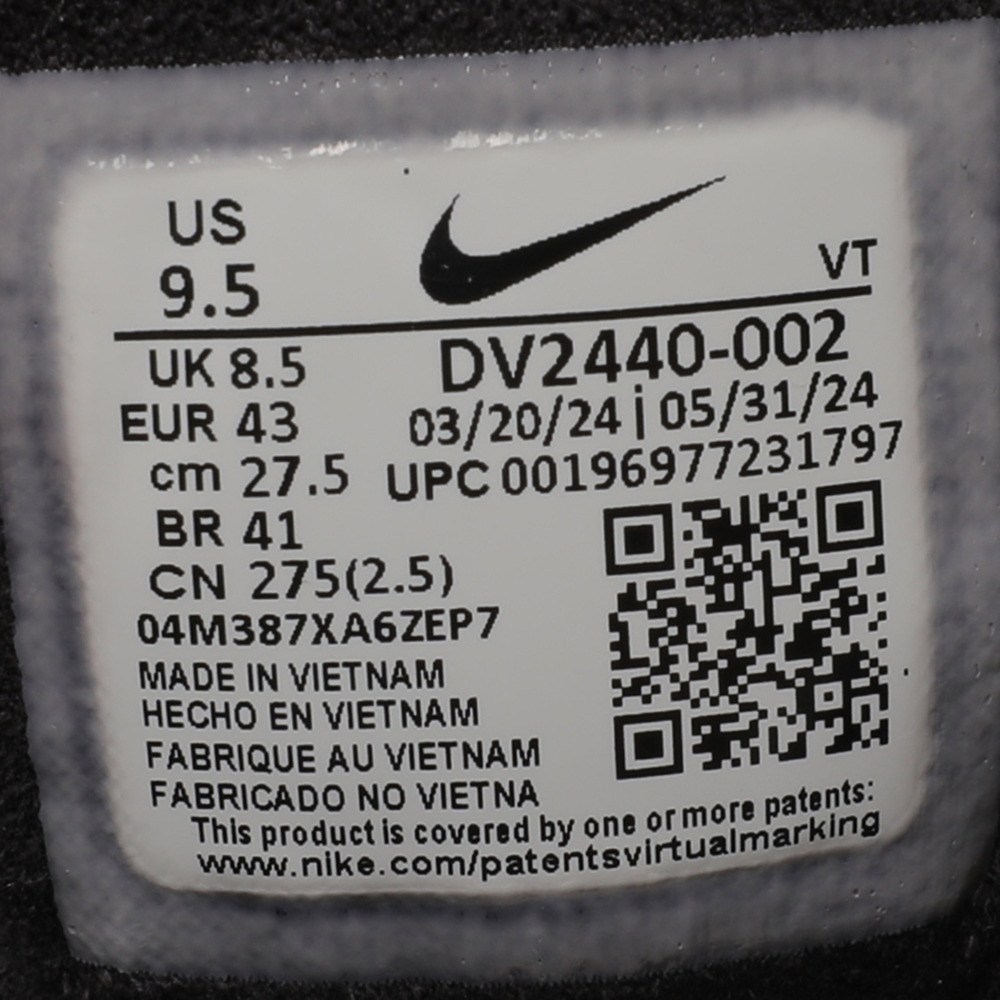 US
9.5
VT
UK 8.5
DV2440-002
EUR 43
03/20/24 | 05/31/24
cm 27.5
UPC 00196977231797
BR 41
CN 275(2.5)
04M387XA6ZEP7
MADE IN VIETNAM
HECHO EN VIETNAM
FABRIQUE AU VIETNAM
FABRICADO NO VIETNA
This product is covered by one or more patents:
www.nike.com/patentsvirtualmarking